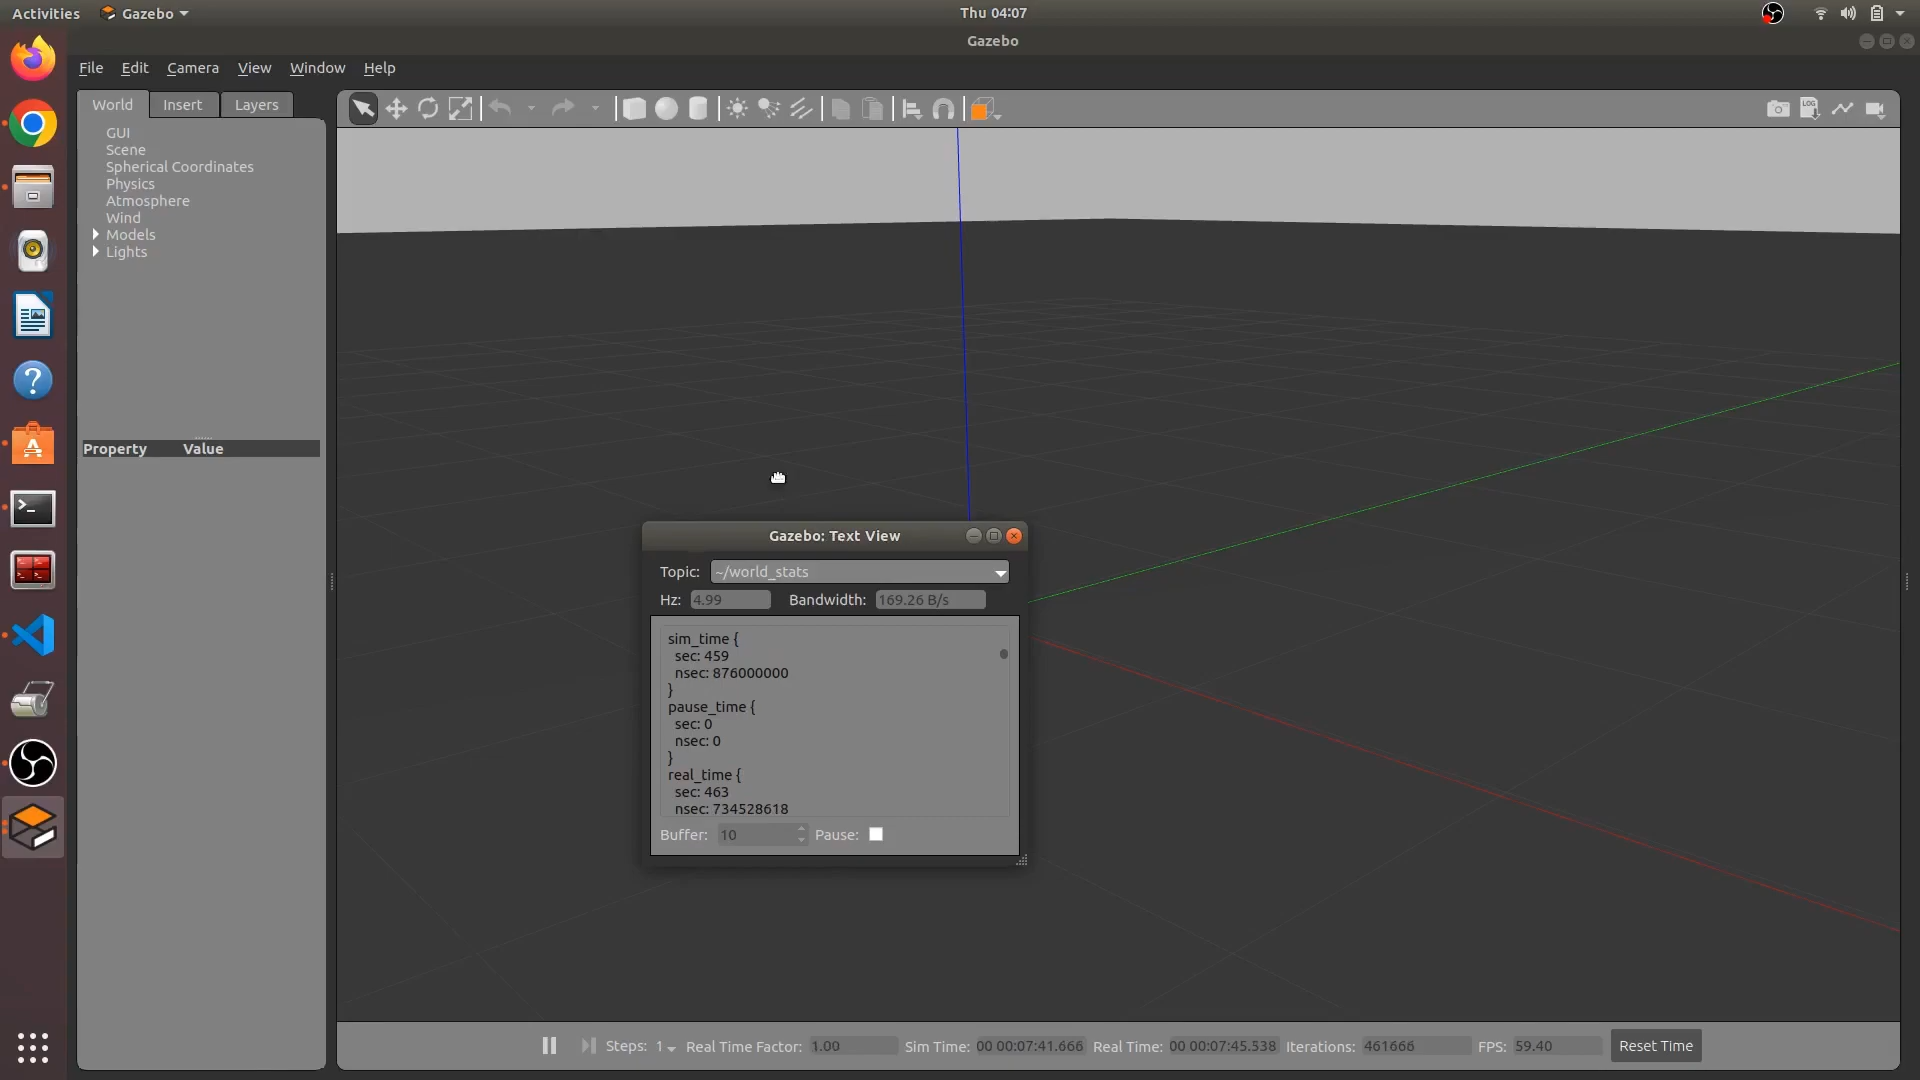 Activities
Gazebo
Thu 04:07
Gazebo
File Edit Camera View Window Help
World Insert Layers
GUI
Scene
Spherical Coordinates
Physics
Atmosphere
Wind
Models
Lights
Property Value
LOG
Gazebo: Text View
Topic: ~/world_stats
Hz: 4.99 Bandwidth: 169.26 B/s
sim_time {
sec: 459
nsec: 876000000
}
pause_time {
sec: 0
nsec: 0
}
real_time {
sec: 463
nsec: 734528618
Buffer: 10 Pause:
Steps: 1 Real Time Factor: 1.00 Sim Time: 00 00:07:41.666 Real Time: 00 00:07:45.538 Iterations: 461666 FPS: 59.40 Reset Time